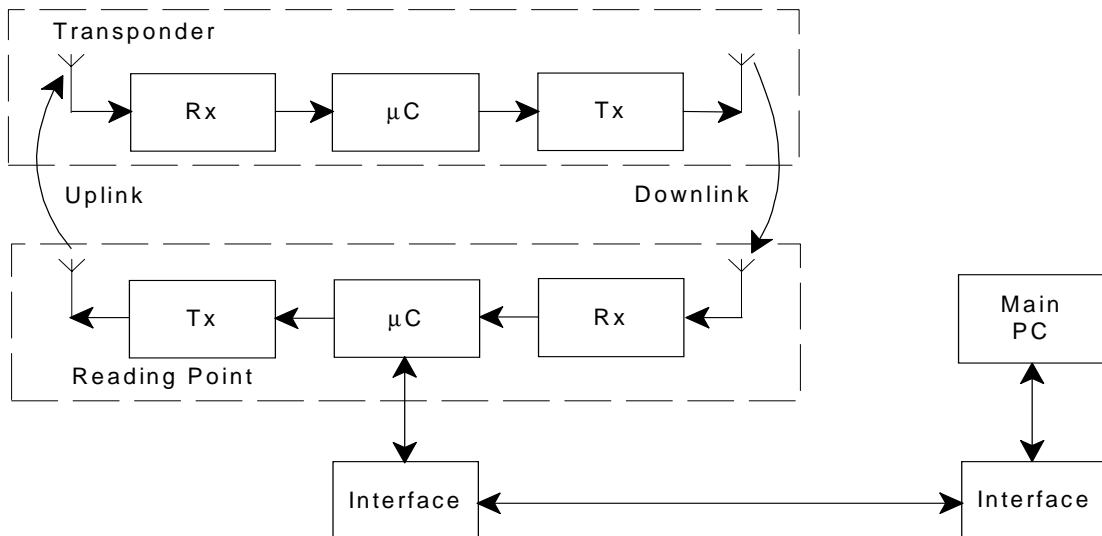 Transponder
Rx
μC
Tx
Uplink
Downlink
Tx
μC
Rx
Reading Point
Main
PC
Interface
Interface